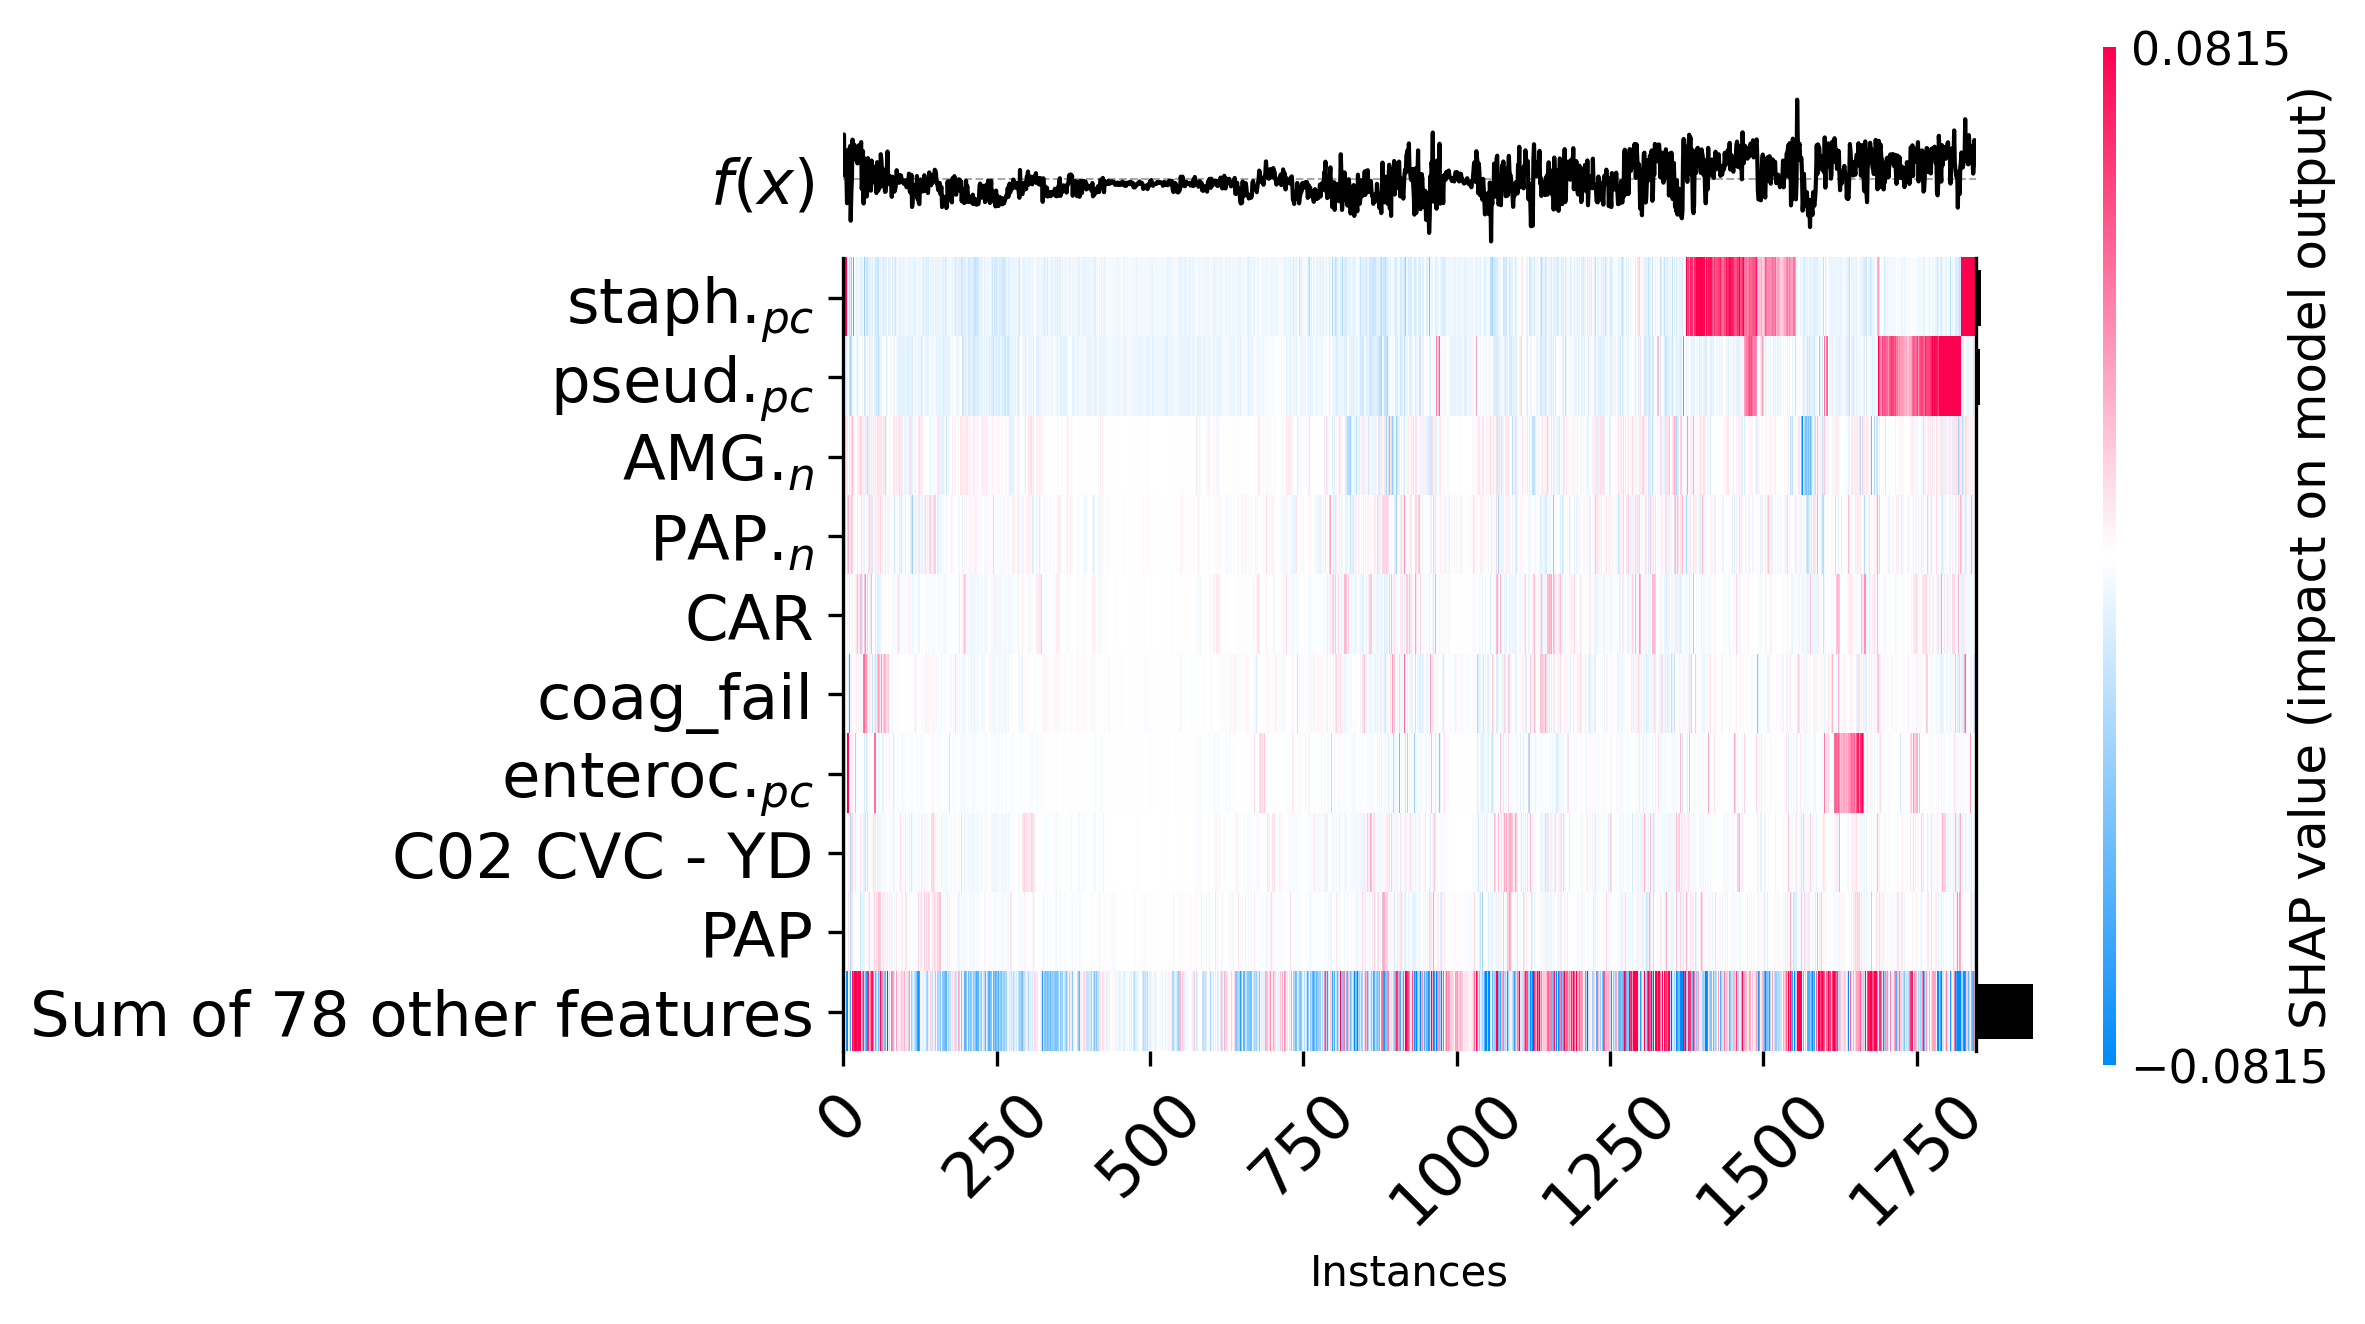 0.0815
f(x)
staph.pc
pseud.pc
AMG.n
PAP.n
CAR
coag_fail
enteroc.pc
C02 CVC - YD
PAP
Sum of 78 other features
SHAP value (impact on model output)
−0.0815
0 250 500 750 1000 1250 1500 1750
Instances